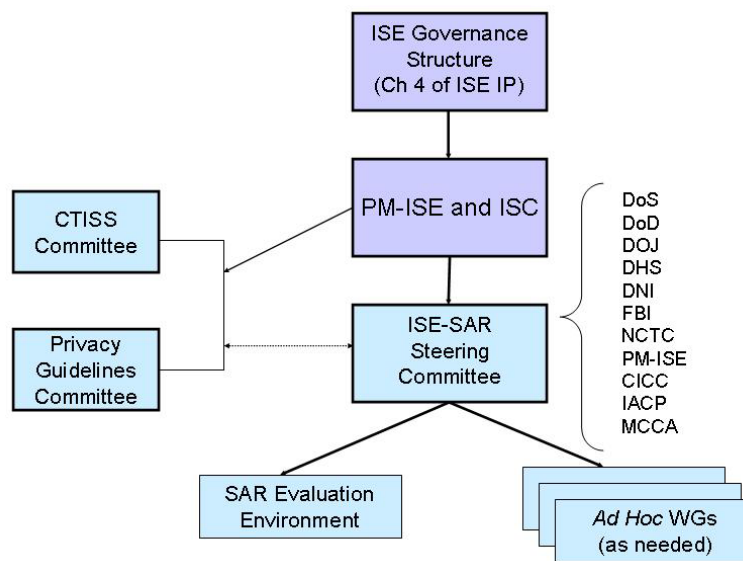 ISE Governance
Structure
(Ch 4 of ISE IP)
PM-ISE and ISC
CTISS
Committee
Privacy
Guidelines
Committee
ISE-SAR
Steering
Committee
DoS
DoD
DOJ
DHS
DNI
FBI
NCTC
PM-ISE
CICC
IACP
MCCA
SAR Evaluation
Environment
Ad Hoc WGs
(as needed)